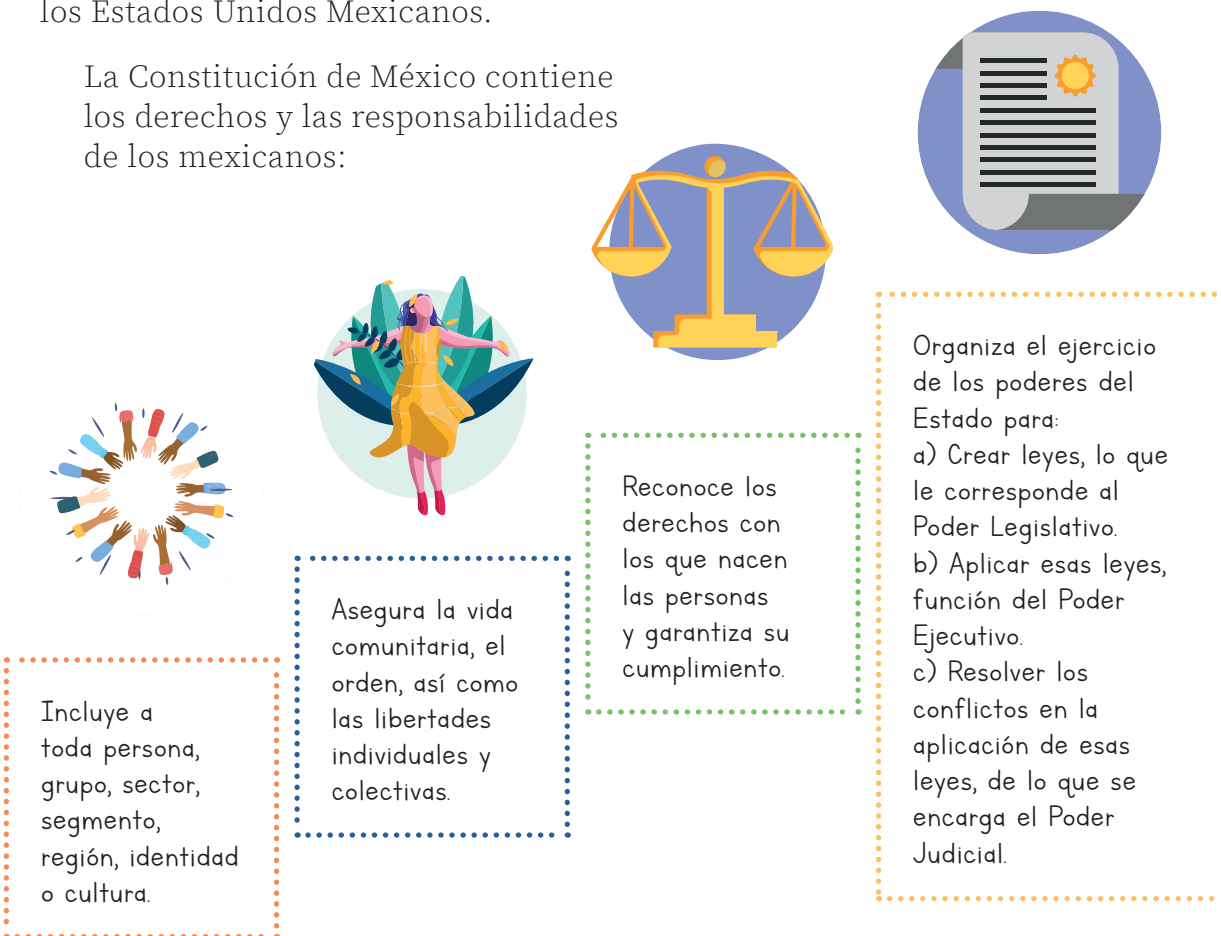 los Estados Unidos Mexicanos.
La Constitución de México contiene
los derechos y las responsabilidades
de los mexicanos:
Incluye a
toda persona,
grupo, sector,
segmento,
región, identidad
o cultura.
Asegura la vida
comunitaria, el
orden, así como
las libertades
individuales y
colectivas.
Reconoce los
derechos con
los que nacen
las personas
y garantiza su
cumplimiento.
Organiza el ejercicio
de los poderes del
Estado para:
a) Crear leyes, lo que
le corresponde al
Poder Legislativo.
b) Aplicar esas leyes,
función del Poder
Ejecutivo.
c) Resolver los
conflictos en la
aplicación de esas
leyes, de lo que se
encarga el Poder
Judicial.